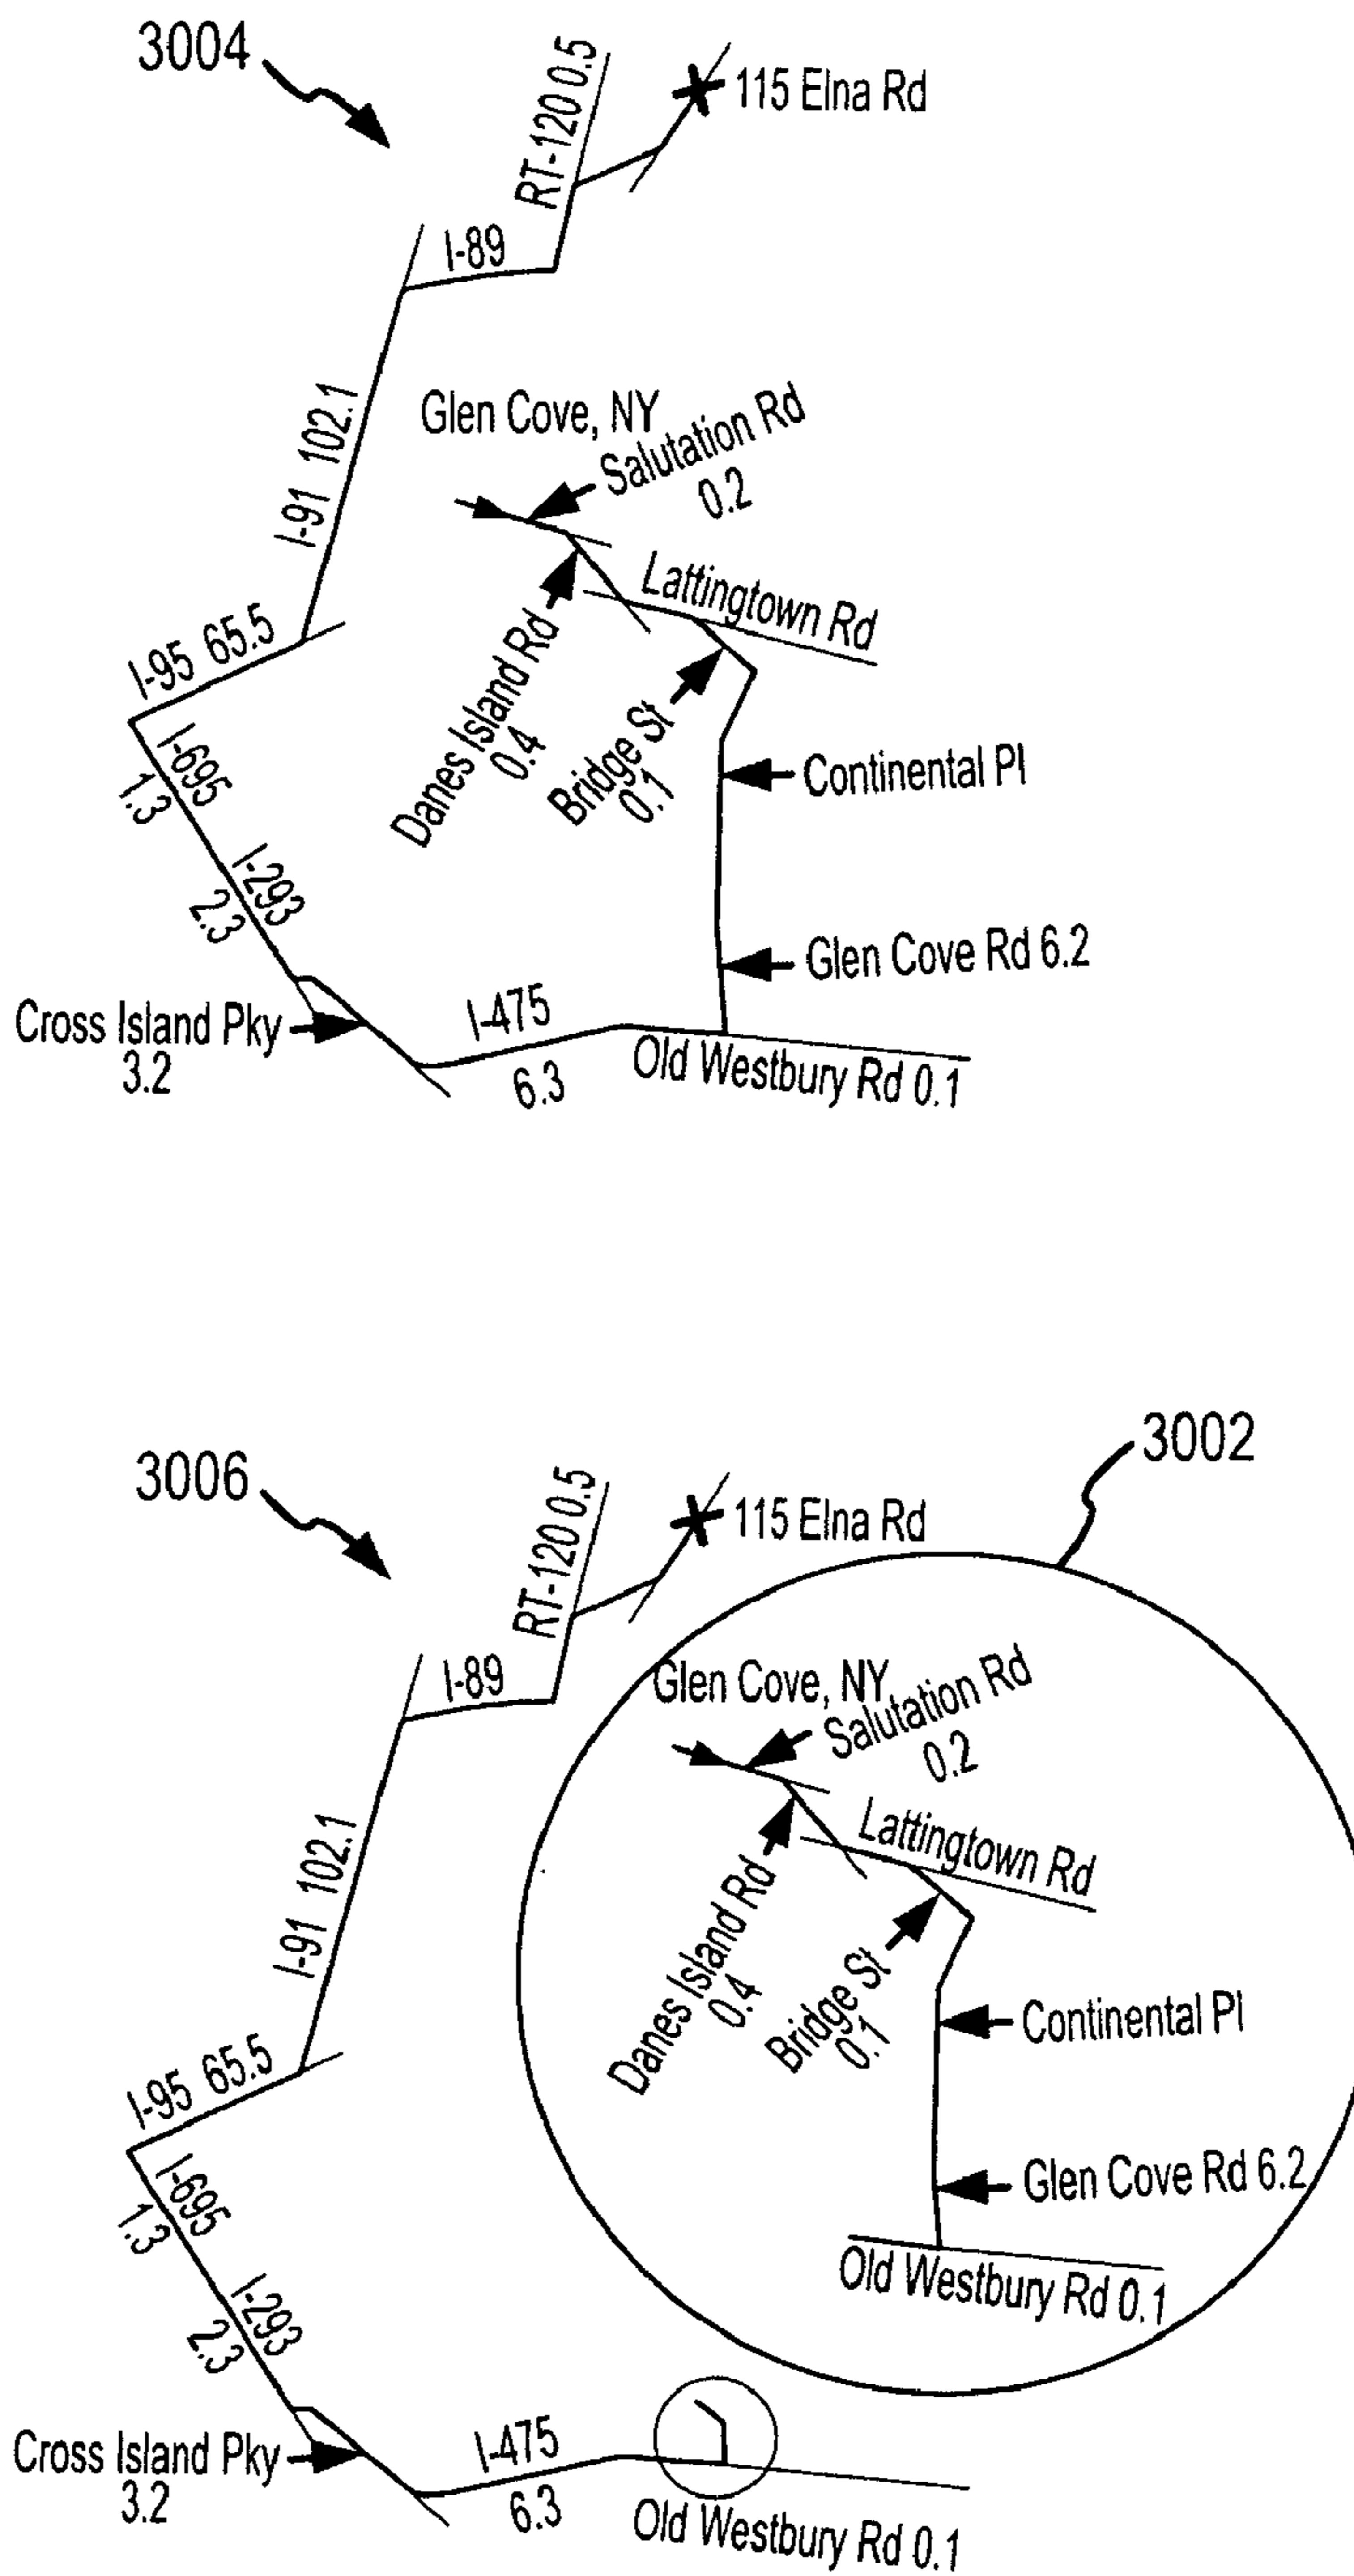 3004
RT-120 0.5
115 Elna Rd
I-89
Glen Cove, NY
Salutation Rd
0.2
I-91 102.1
Lattingtown Rd
I-95 65.5
Danes Island Rd
0.4
Bridge St
0.1
I-695
1.3
Continental Pl
I-293
2.3
Glen Cove Rd 6.2
Cross Island Pky
3.2
I-475
6.3
Old Westbury Rd 0.1
3002
3006
RT-120 0.5
115 Elna Rd
I-89
Glen Cove, NY
Salutation Rd
0.2
I-91 102.1
Lattingtown Rd
Danes Island Rd
0.4
Bridge St
0.1
Continental Pl
I-95 65.5
I-695
1.3
Glen Cove Rd 6.2
I-293
2.3
Old Westbury Rd 0.1
Cross Island Pky
3.2
I-475
6.3
Old Westbury Rd 0.1